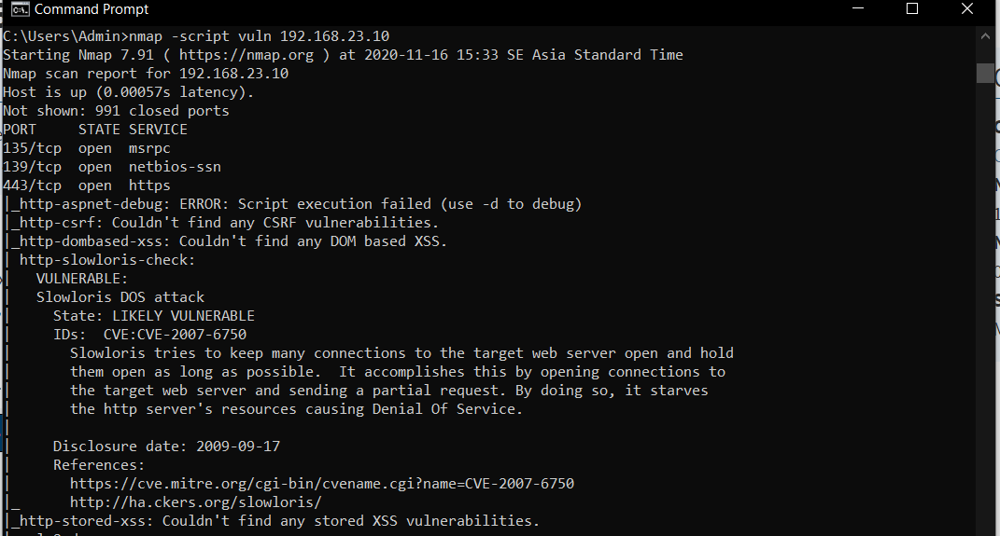 Command Prompt
C:\Users\Admin>nmap -script vuln 192.168.23.10
Starting Nmap 7.91 ( https://nmap.org ) at 2020-11-16 15:33 SE Asia Standard Time
Nmap scan report for 192.168.23.10
Host is up (0.00057s latency).
Not shown: 991 closed ports
PORT     STATE SERVICE
135/tcp  open  msrpc
139/tcp  open  netbios-ssn
443/tcp  open  https
|_http-aspnet-debug: ERROR: Script execution failed (use -d to debug)
|_http-csrf: Couldn't find any CSRF vulnerabilities.
|_http-dombased-xss: Couldn't find any DOM based XSS.
| http-slowloris-check:
|   VULNERABLE:
|   Slowloris DOS attack
|     State: LIKELY VULNERABLE
|     IDs:  CVE:CVE-2007-6750
|       Slowloris tries to keep many connections to the target web server open and hold
|       them open as long as possible.  It accomplishes this by opening connections to
|       the target web server and sending a partial request. By doing so, it starves
|       the http server's resources causing Denial Of Service.
|
|     Disclosure date: 2009-09-17
|     References:
|       https://cve.mitre.org/cgi-bin/cvename.cgi?name=CVE-2007-6750
|_      http://ha.ckers.org/slowloris/
|_http-stored-xss: Couldn't find any stored XSS vulnerabilities.